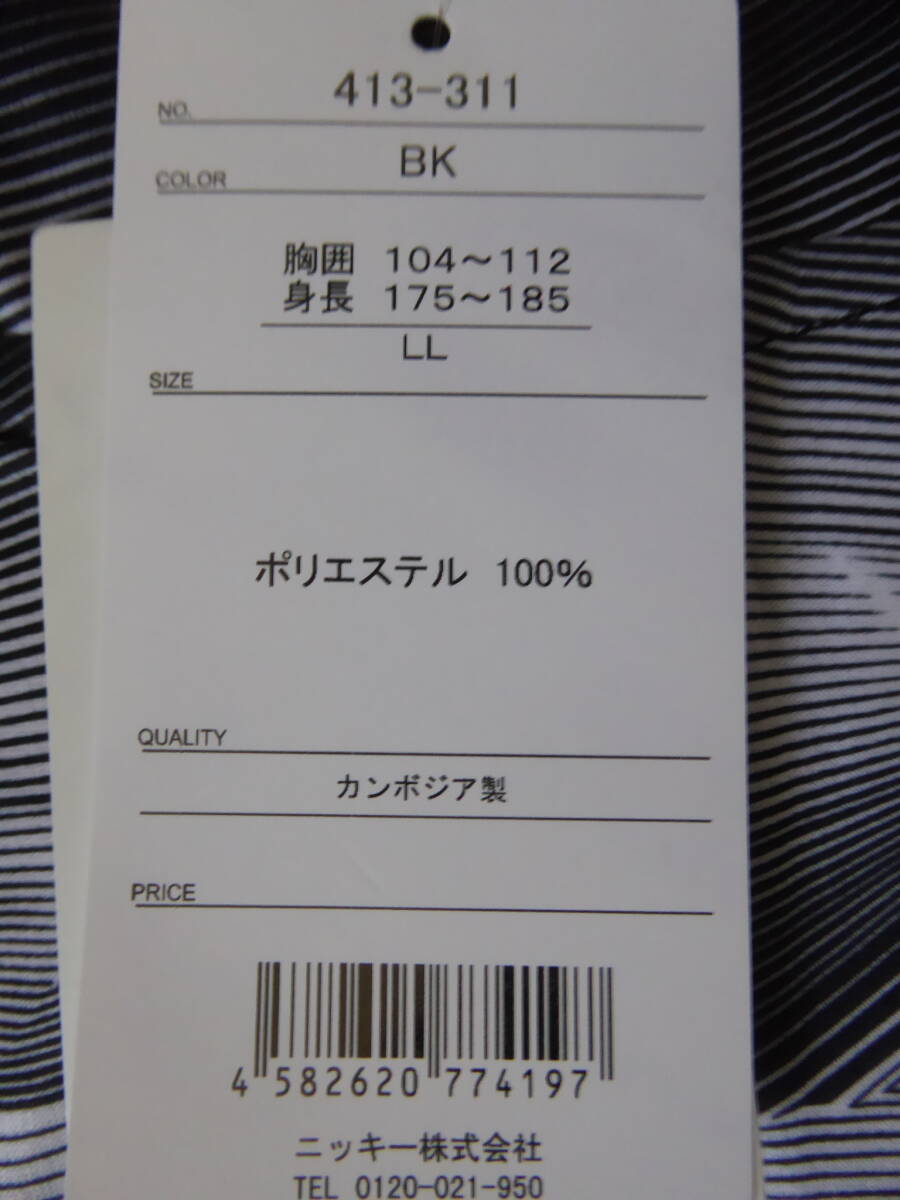 413-311
NO.
BK
COLOR
胸囲 104～112
身長 175～185
LL
SIZE
ポリエステル 100%
QUALITY
カンボジア製
PRICE
4 582620 774197
ニッキー株式会社
TEL 0120-021-950